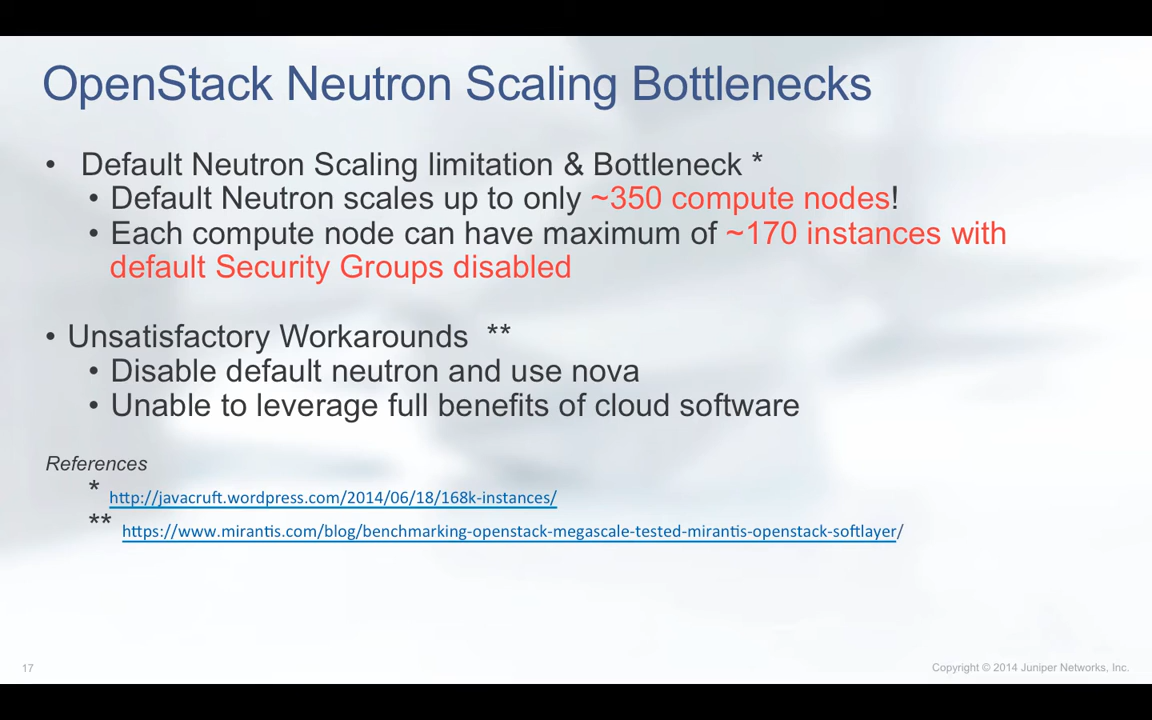 OpenStack Neutron Scaling Bottlenecks
• Default Neutron Scaling limitation & Bottleneck *
• Default Neutron scales up to only ~350 compute nodes!
• Each compute node can have maximum of ~170 instances with
default Security Groups disabled
• Unsatisfactory Workarounds **
• Disable default neutron and use nova
• Unable to leverage full benefits of cloud software
References
* http://javacruft.wordpress.com/2014/06/18/168k-instances/
** https://www.mirantis.com/blog/benchmarking-openstack-megascale-tested-mirantis-openstack-softlayer/
17
Copyright © 2014 Juniper Networks, Inc.